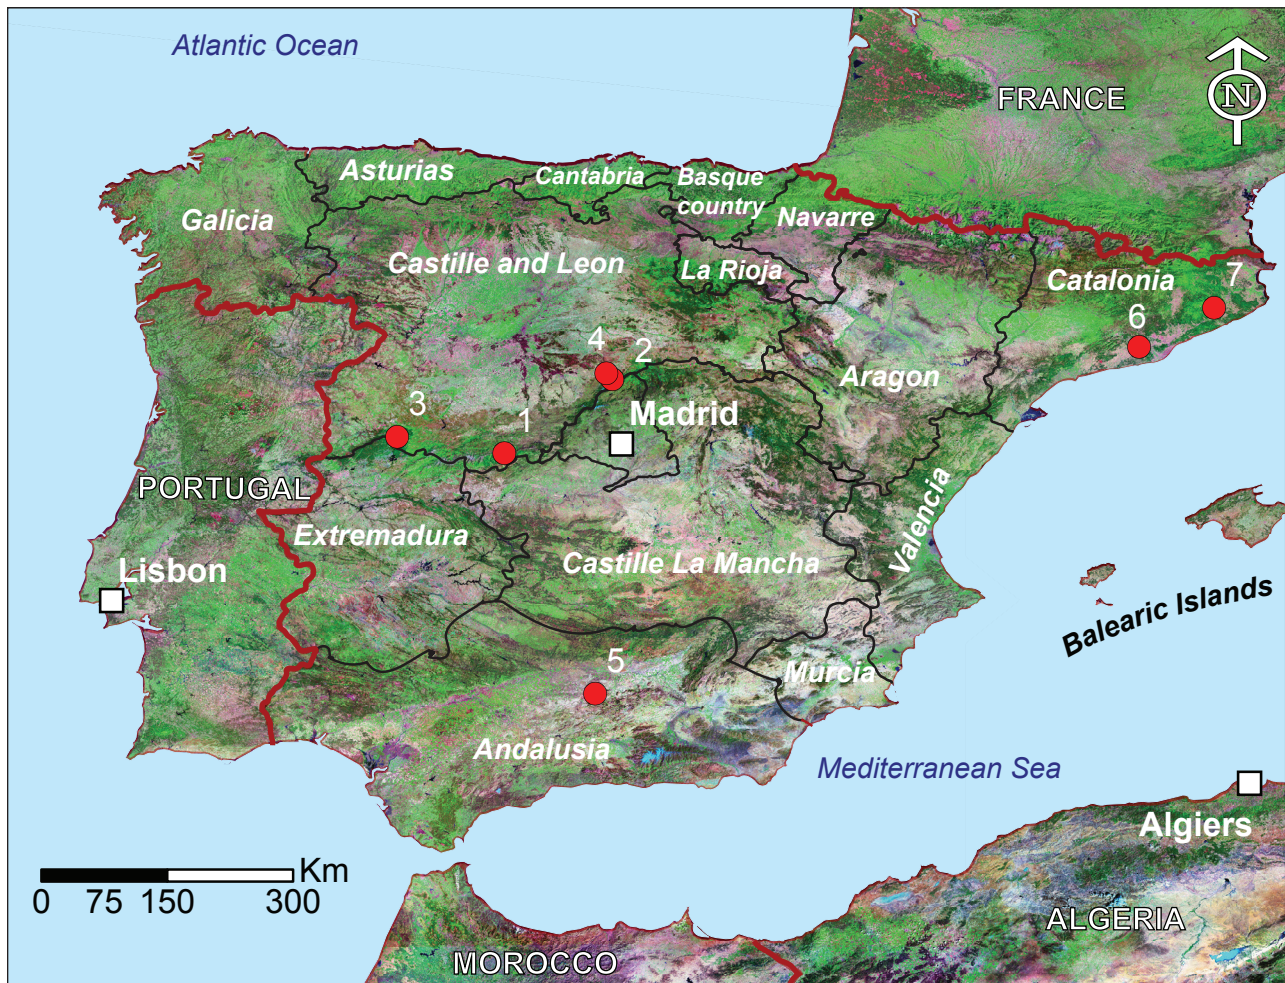 Atlantic Ocean
FRANCE
N
Asturias
Cantabria
Basque
country
Galicia
Navarre
Castille and Leon
La Rioja
Catalonia
7
6
4
2
Aragon
3
1
Madrid
PORTUGAL
Extremadura
Valencia
Castille La Mancha
Lisbon
Balearic Islands
5
Murcia
Andalusia
Mediterranean Sea
Algiers
Km
0 75 150 300
ALGERIA
MOROCCO